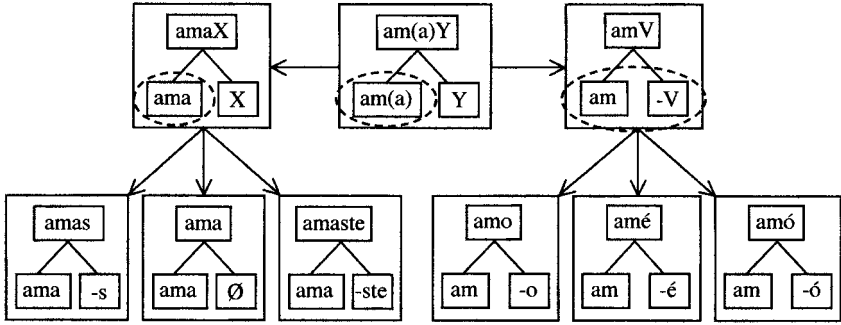 amaX am(a)Y amV
ama X am(a) Y am -V
amas ama amaste amo amé amó
ama -s ama Ø ama -ste am -o am -é am -ó